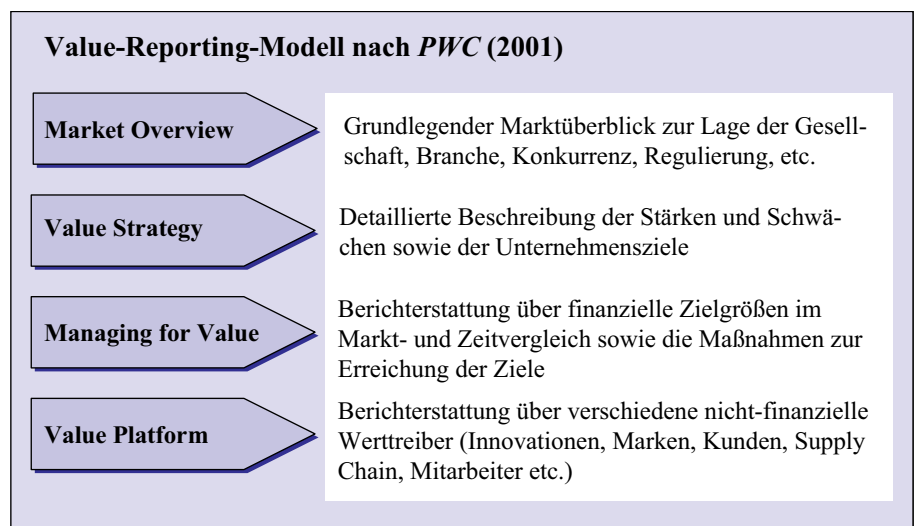 Value-Reporting-Modell nach PWC (2001)
Market Overview
Grundlegender Marktüberblick zur Lage der Gesell-
schaft, Branche, Konkurrenz, Regulierung, etc.
Value Strategy
Detaillierte Beschreibung der Stärken und Schwä-
chen sowie der Unternehmensziele
Managing for Value
Berichterstattung über finanzielle Zielgrößen im
Markt- und Zeitvergleich sowie die Maßnahmen zur
Erreichung der Ziele
Value Platform
Berichterstattung über verschiedene nicht-finanzielle
Werttreiber (Innovationen, Marken, Kunden, Supply
Chain, Mitarbeiter etc.)